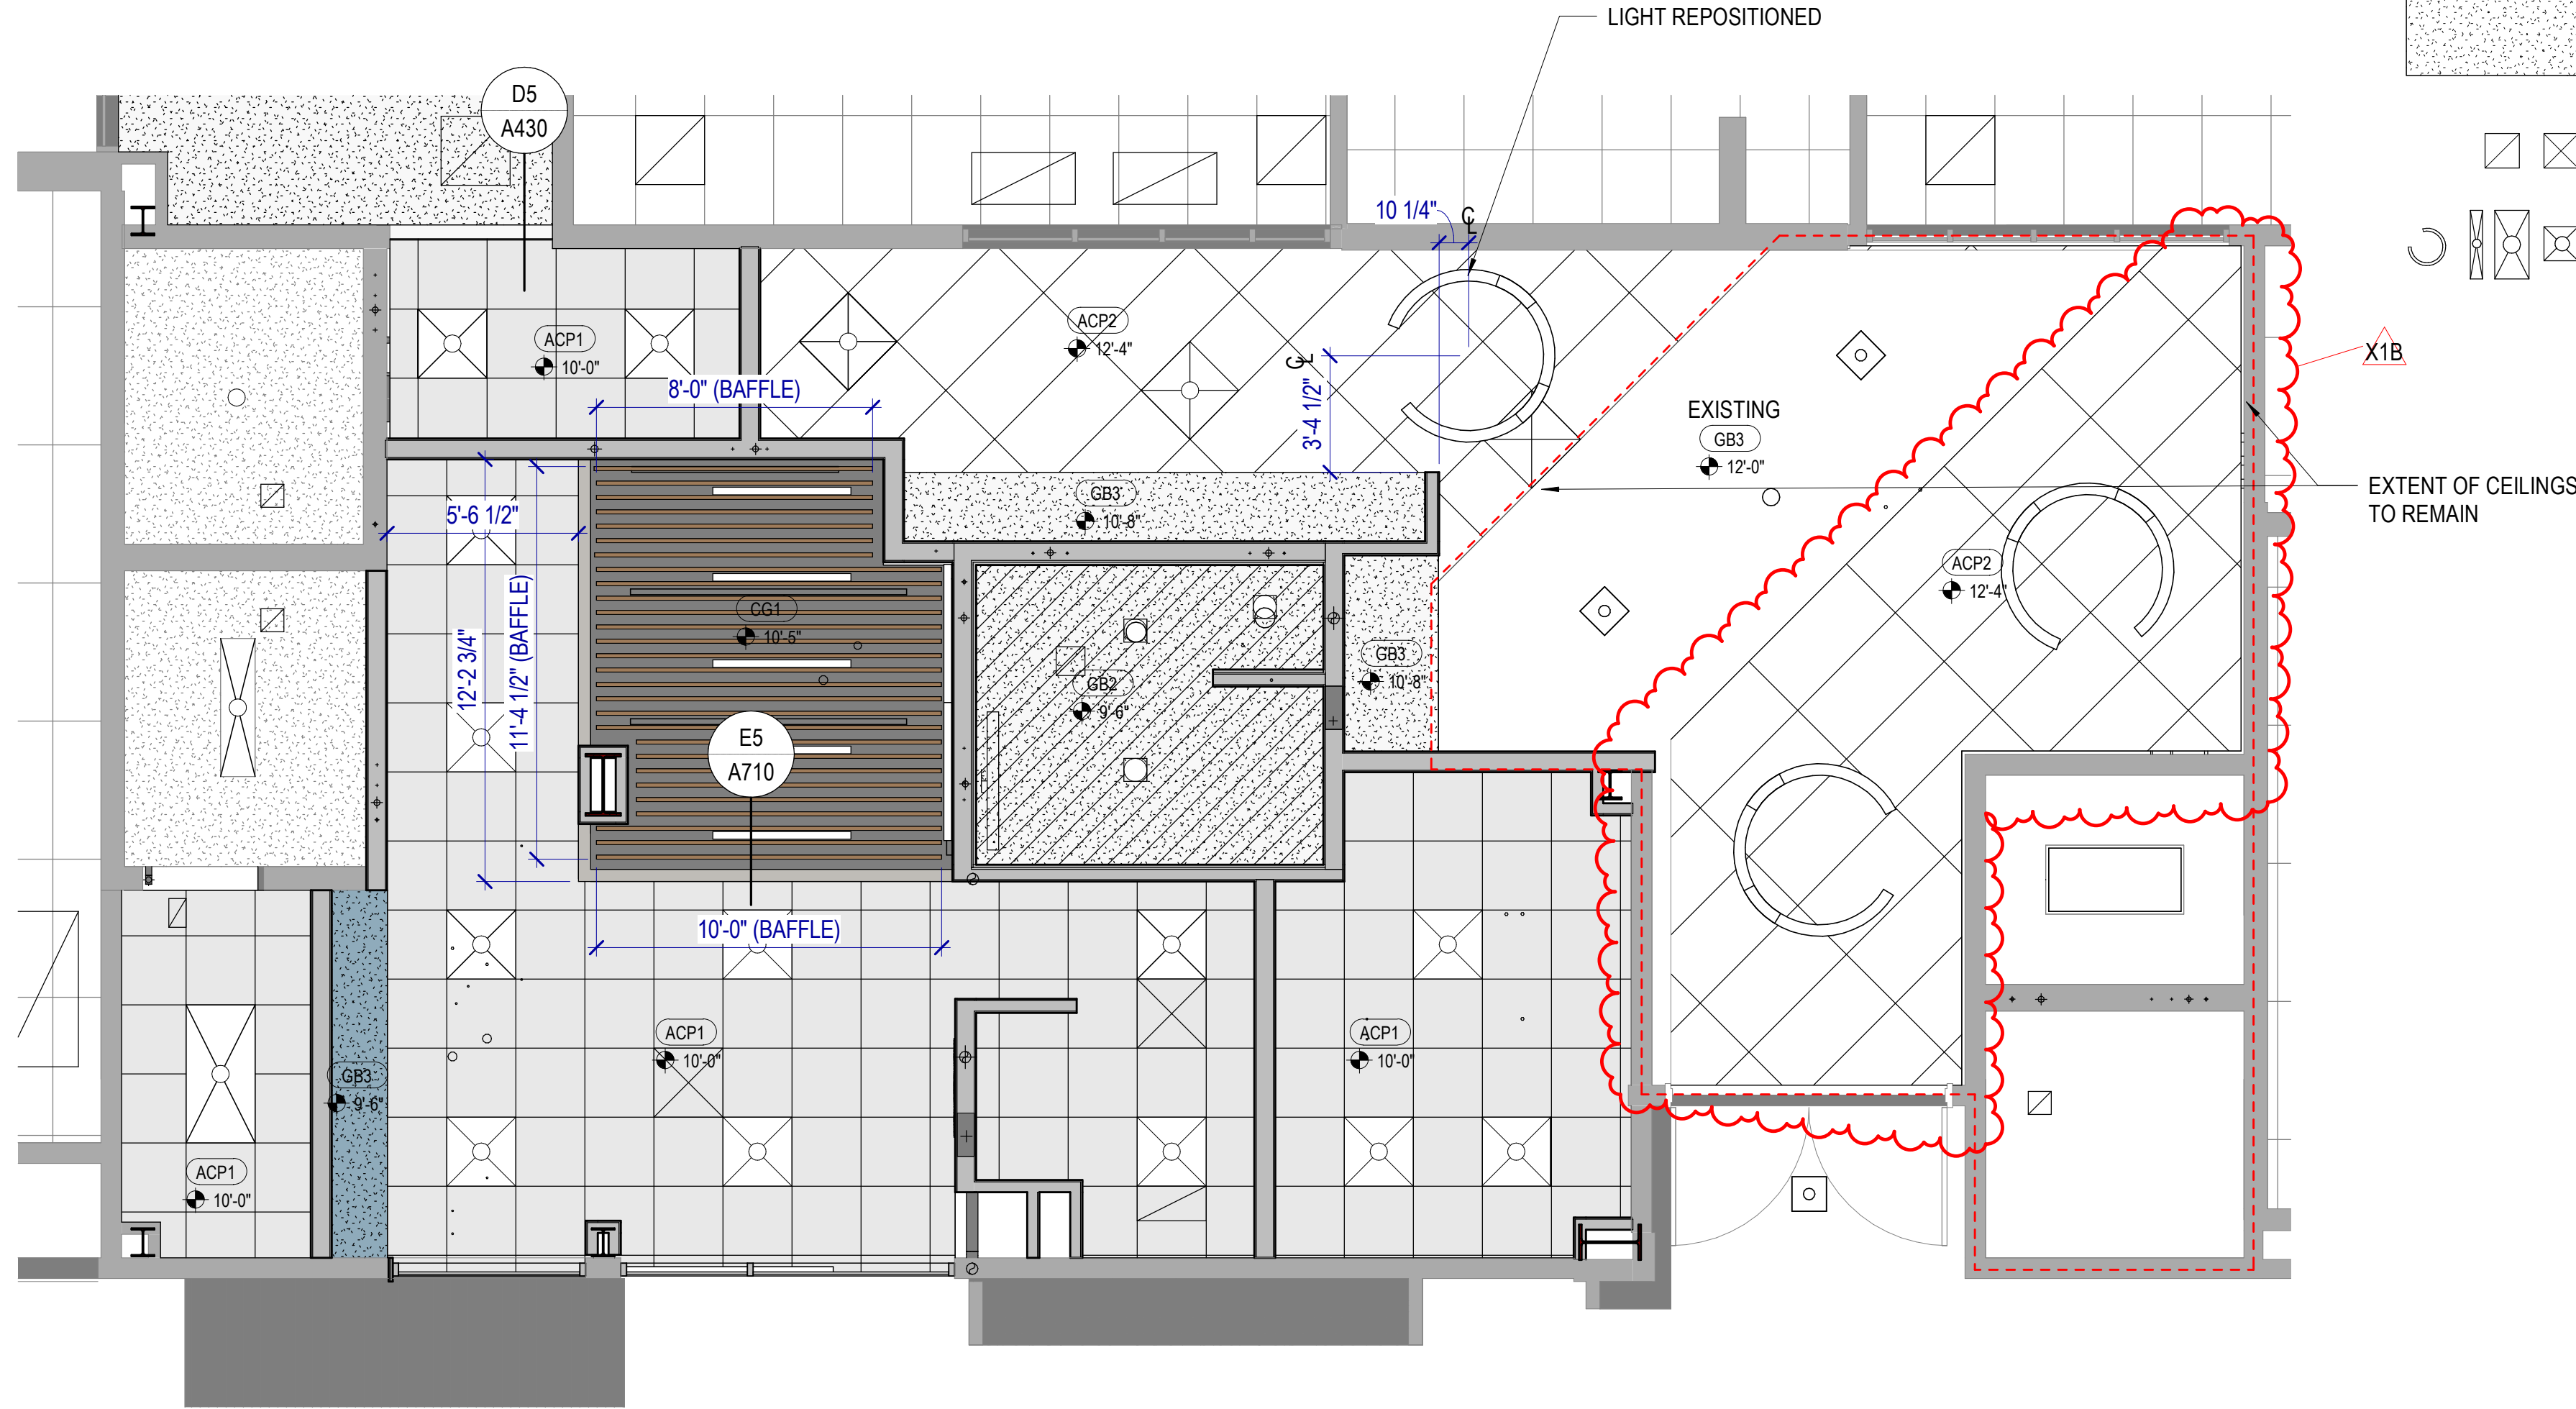 LIGHT REPOSITIONED
D5
A430
10 1/4"
℄
ACP1
10'-0"
ACP2
12'-4"
8'-0" (BAFFLE)
℄
3'-4 1/2"
X1B
EXISTING
GB3
12'-0"
EXTENT OF CEILINGS
TO REMAIN
5'-6 1/2"
GB3
10'-8"
ACP2
12'-4"
CG1
10'-5"
12'-2 3/4"
11'-4 1/2" (BAFFLE)
GB3
10'-8"
GB2
9'-6"
E5
A710
10'-0" (BAFFLE)
ACP1
10'-0"
ACP1
10'-0"
GB3
9'-6"
ACP1
10'-0"